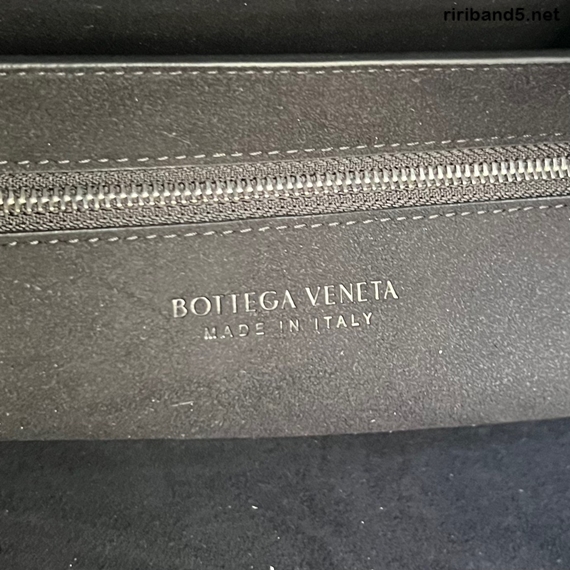 ririband5.net
BOTTEGA VENETA
MADE IN ITALY